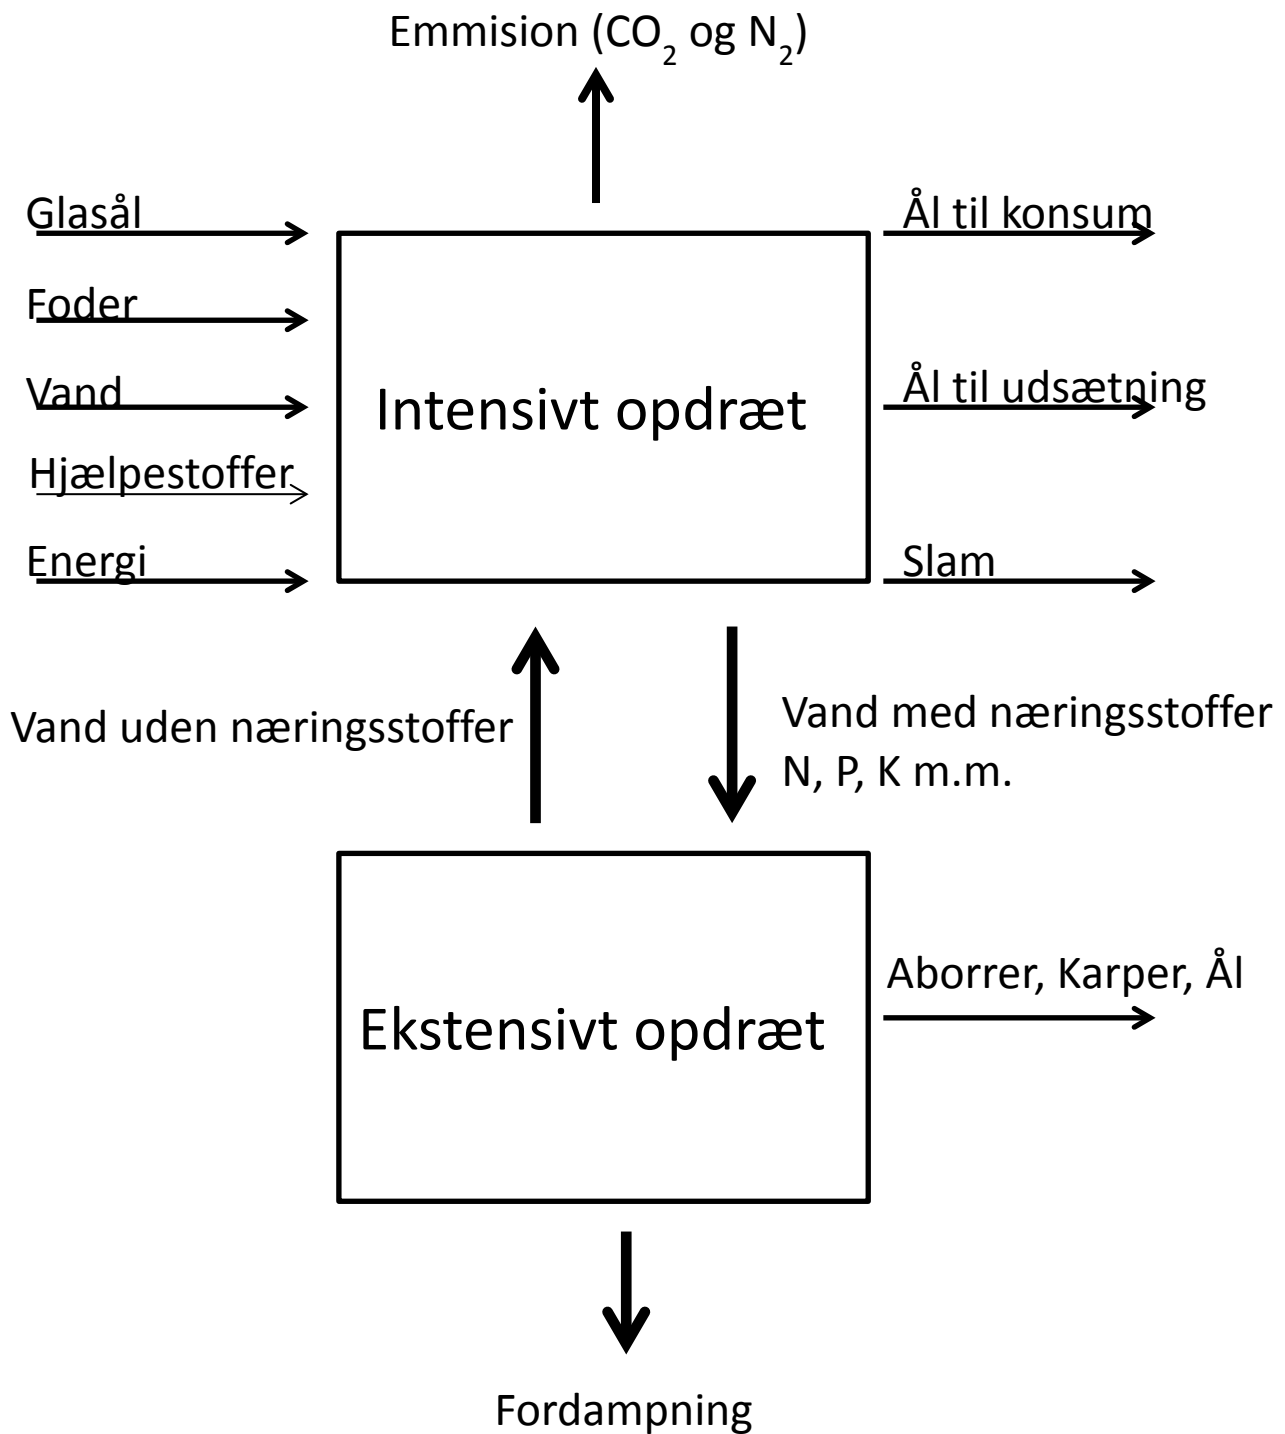 Emmision (CO₂ og N₂)
Glasål
Ål til konsum
Foder
Vand
Ål til udsætning
Intensivt opdræt
Hjælpestoffer
Energi
Slam
Vand uden næringsstoffer
Vand med næringsstoffer
N, P, K m.m.
Aborrer, Karper, Ål
Ekstensivt opdræt
Fordampning